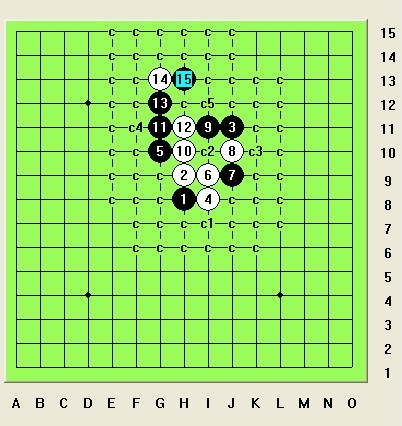 c c c c c c 15
c c c c c c 14
c c 14 15 c c c c 13
c c 13 c c5 c c c 12
c c4 11 12 9 3 c c 11
c c 5 10 c2 8 c3 c 10
c c c 2 6 7 c c 9
c c c 1 4 c c c 8
c c c c1 c c c 7
c c c c c c 6
5
4
3
2
1
A B C D E F G H I J K L M N O